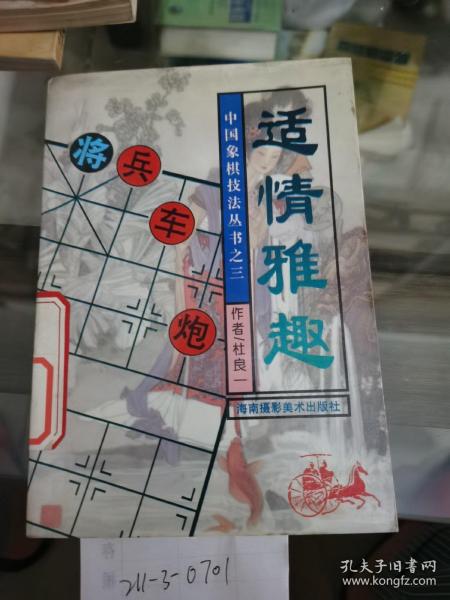 适情雅趣
中国象棋技法丛书之三
作者/杜良一
海南摄影美术出版社
将
兵
车
炮
211-3-0701
孔夫子旧书网
www.kongfz.com